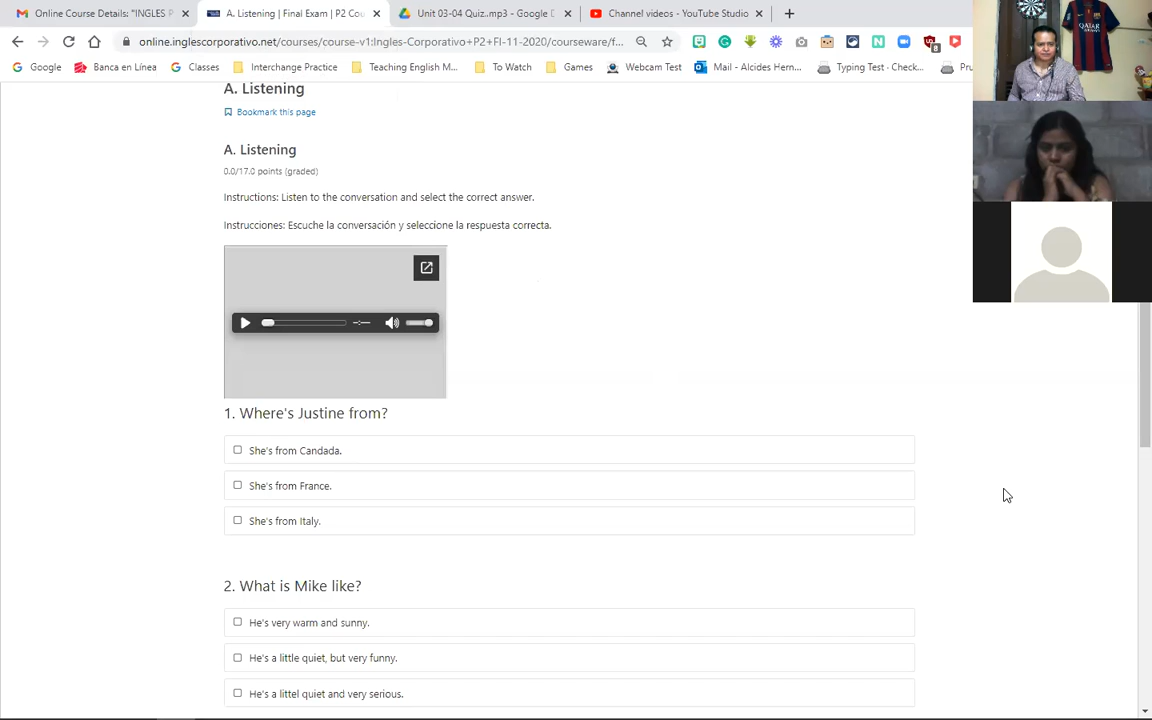 Online Course Details: "INGLES P
A. Listening | Final Exam | P2 Cou
Unit 03-04 Quiz..mp3 - Google D
Channel videos - YouTube Studio
online.inglescorporativo.net/courses/course-v1:Ingles-Corporativo+P2+FI-11-2020/courseware/f...
8
Google
Banca en Línea
Classes
Interchange Practice
Teaching English M...
To Watch
Games
Webcam Test
Mail - Alcides Hern...
Typing Test - Check...
Pru
QATAR
A. Listening
Bookmark this page
A. Listening
0.0/17.0 points (graded)
Instructions: Listen to the conversation and select the correct answer.
Instrucciones: Escuche la conversación y seleccione la respuesta correcta.
-:-
1. Where's Justine from?
She's from Candada.
She's from France.
She's from Italy.
2. What is Mike like?
He's very warm and sunny.
He's a little quiet, but very funny.
He's a littel quiet and very serious.